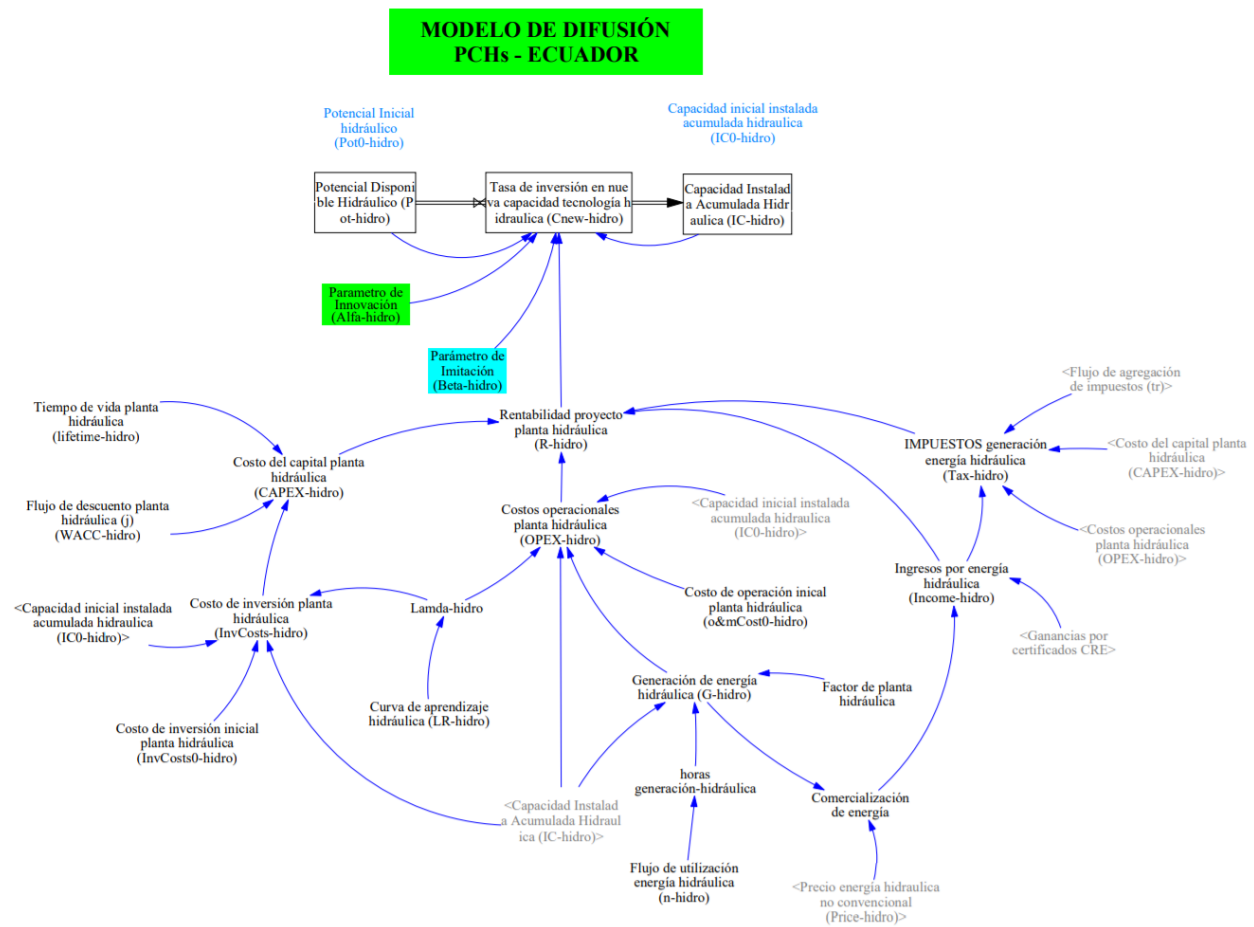 MODELO DE DIFUSIÓN
PCHs - ECUADOR
Potencial Inicial
hidráulico
(Pot0-hidro)
Capacidad inicial instalada
acumulada hidraulica
(IC0-hidro)
Potencial Disponi
ble Hidráulico (P
ot-hidro)
Tasa de inversión en nue
va capacidad tecnología h
idraulica (Cnew-hidro)
Capacidad Instalad
a Acumulada Hidr
aulica (IC-hidro)
Parametro de
Innovación
(Alfa-hidro)
Parámetro de
Imitación
(Beta-hidro)
<Flujo de agregación
de impuestos (tr)>
Tiempo de vida planta
hidráulica
(lifetime-hidro)
Rentabilidad proyecto
planta hidráulica
(R-hidro)
IMPUESTOS generación
energía hidráulica
(Tax-hidro)
<Costo del capital planta
hidráulica
(CAPEX-hidro)>
Costo del capital planta
hidráulica
(CAPEX-hidro)
Flujo de descuento planta
hidráulica (j)
(WACC-hidro)
Costos operacionales
planta hidráulica
(OPEX-hidro)
<Capacidad inicial instalada
acumulada hidraulica
(IC0-hidro)>
<Costos operacionales
planta hidráulica
(OPEX-hidro)>
Ingresos por energía
hidráulica
(Income-hidro)
<Capacidad inicial instalada
acumulada hidraulica
(IC0-hidro)>
Costo de inversión planta
hidráulica
(InvCosts-hidro)
Lamda-hidro
Costo de operación inical
planta hidráulica
(o&mCost0-hidro)
<Ganancias por
certificados CRE>
Costo de inversión inicial
planta hidráulica
(InvCosts0-hidro)
Curva de aprendizaje
hidráulica (LR-hidro)
Generación de energía
hidráulica (G-hidro)
Factor de planta
hidráulica
horas
generación-hidráulica
<Capacidad Instalad
a Acumulada Hidraul
ica (IC-hidro)>
Comercialización
de energía
Flujo de utilización
energía hidráulica
(n-hidro)
<Precio energía hidraulica
no convencional
(Price-hidro)>